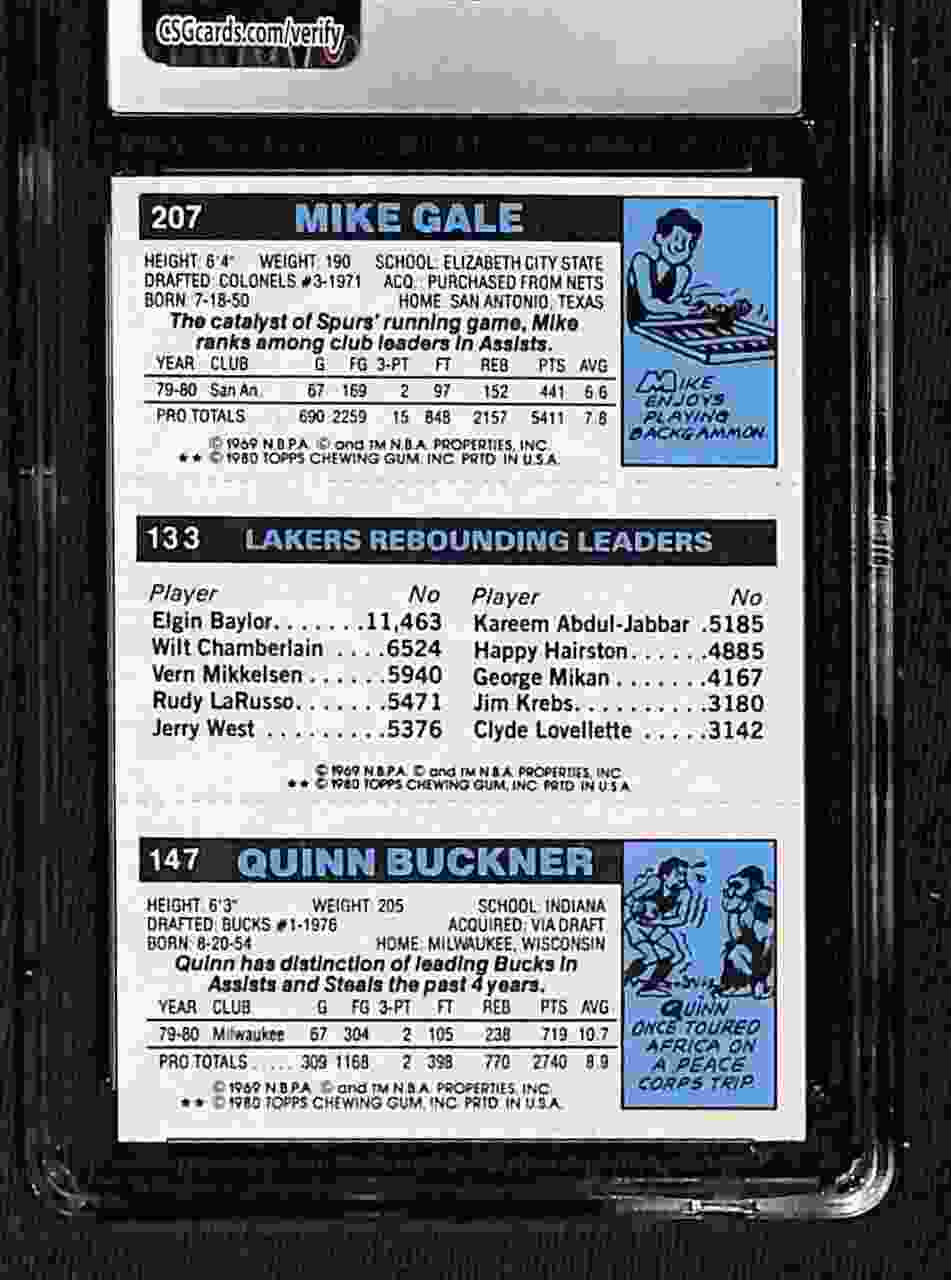 CSGcards.com/verify
207 MIKE GALE
HEIGHT: 6'4" WEIGHT: 190 SCHOOL: ELIZABETH CITY STATE
DRAFTED: COLONELS #3-1971 ACQ.: PURCHASED FROM NETS
BORN: 7-18-50 HOME: SAN ANTONIO, TEXAS
The catalyst of Spurs' running game, Mike
ranks among club leaders in Assists.
YEAR CLUB G FG 3-PT FT REB PTS AVG
79-80 San An. 67 169 2 97 152 441 6.6
PRO TOTALS 690 2259 15 848 2157 5411 7.8
© 1969 N.B.P.A. © and TM N.B.A. PROPERTIES, INC.
★★ © 1980 TOPPS CHEWING GUM, INC. PRTD. IN U.S.A.
MIKE
ENJOYS
PLAYING
BACKGAMMON.
133 LAKERS REBOUNDING LEADERS
Player No Player No
Elgin Baylor.......11,463 Kareem Abdul-Jabbar .5185
Wilt Chamberlain ....6524 Happy Hairston......4885
Vern Mikkelsen......5940 George Mikan.......4167
Rudy LaRusso.......5471 Jim Krebs..........3180
Jerry West .........5376 Clyde Lovellette .....3142
© 1969 N.B.P.A. © and TM N.B.A. PROPERTIES, INC.
★★ © 1980 TOPPS CHEWING GUM, INC. PRTD. IN U.S.A.
147 QUINN BUCKNER
HEIGHT: 6'3" WEIGHT: 205 SCHOOL: INDIANA
DRAFTED: BUCKS #1-1976 ACQUIRED: VIA DRAFT
BORN: 8-20-54 HOME: MILWAUKEE, WISCONSIN
Quinn has distinction of leading Bucks in
Assists and Steals the past 4 years.
YEAR CLUB G FG 3-PT FT REB PTS AVG
79-80 Milwaukee 67 304 2 105 238 719 10.7
PRO TOTALS ..... 309 1168 2 398 770 2740 8.9
© 1969 N.B.P.A. © and TM N.B.A. PROPERTIES, INC.
★★ © 1980 TOPPS CHEWING GUM, INC. PRTD. IN U.S.A.
QUINN
ONCE TOURED
AFRICA ON
A PEACE
CORPS TRIP.